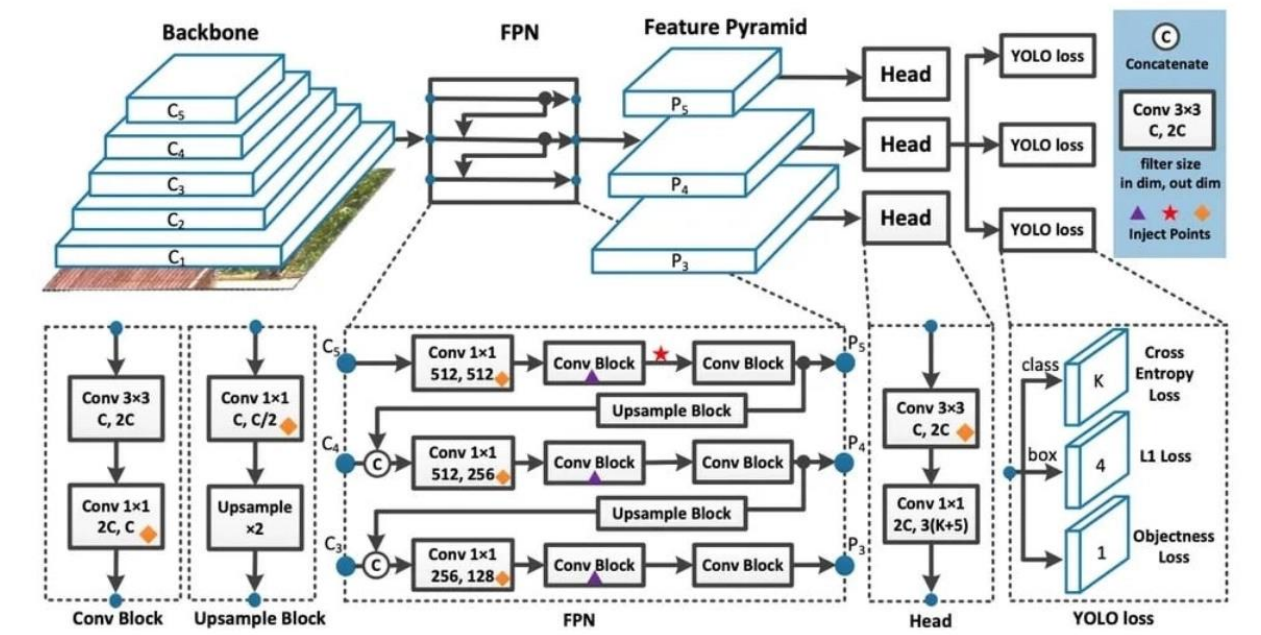 Backbone
FPN
Feature Pyramid
C5
C4
C3
C2
C1
P5
P4
P3
Head
Head
Head
YOLO loss
YOLO loss
YOLO loss
C
Concatenate
Conv 3×3
C, 2C
filter size
in dim, out dim
Inject Points
Conv 3×3
C, 2C
Conv 1×1
2C, C
Conv Block
Conv 1×1
C, C/2
Upsample
×2
Upsample Block
C5
Conv 1×1
512, 512
Conv Block
Conv Block
P5
Upsample Block
C4
C
Conv 1×1
512, 256
Conv Block
Conv Block
P4
Upsample Block
C3
C
Conv 1×1
256, 128
Conv Block
Conv Block
P3
FPN
Conv 3×3
C, 2C
Conv 1×1
2C, 3(K+5)
Head
class
K
Cross
Entropy
Loss
box
4
L1 Loss
1
Objectness
Loss
YOLO loss